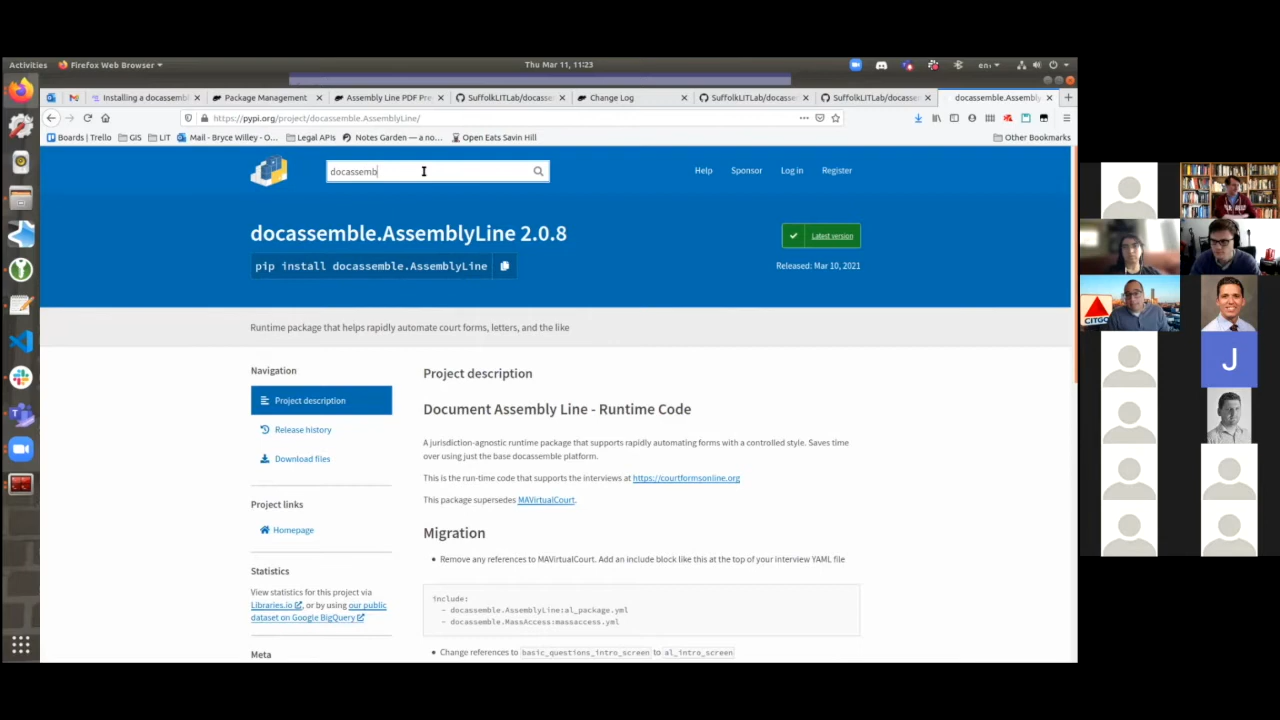 Activities
Firefox Web Browser
Thu Mar 11, 11:23
en
Installing a docassembl
Package Management
Assembly Line PDF Pre
SuffolkLITLab/docasse
Change Log
SuffolkLITLab/docasse
SuffolkLITLab/docasse
docassemble.Assembly
https://pypi.org/project/docassemble.AssemblyLine/
Boards | Trello
GIS
LIT
Mail - Bryce Willey - O...
Legal APIs
Notes Garden — a no...
Open Eats Savin Hill
Other Bookmarks
docassemb
Help
Sponsor
Log in
Register
docassemble.AssemblyLine 2.0.8
Latest version
pip install docassemble.AssemblyLine
Released: Mar 10, 2021
Runtime package that helps rapidly automate court forms, letters, and the like
Navigation
Project description
Release history
Download files
Project links
Homepage
Statistics
View statistics for this project via
Libraries.io, or by using our public
dataset on Google BigQuery
Meta
Project description
Document Assembly Line - Runtime Code
A jurisdiction-agnostic runtime package that supports rapidly automating forms with a controlled style. Saves time
over using just the base docassemble platform.
This is the run-time code that supports the interviews at https://courtformsonline.org
This package supersedes MAVirtualCourt.
Migration
Remove any references to MAVirtualCourt. Add an include block like this at the top of your interview YAML file
include:
- docassemble.AssemblyLine:al_package.yml
- docassemble.MassAccess:massaccess.yml
Change references to basic_questions_intro_screen to al_intro_screen
CITGO
J